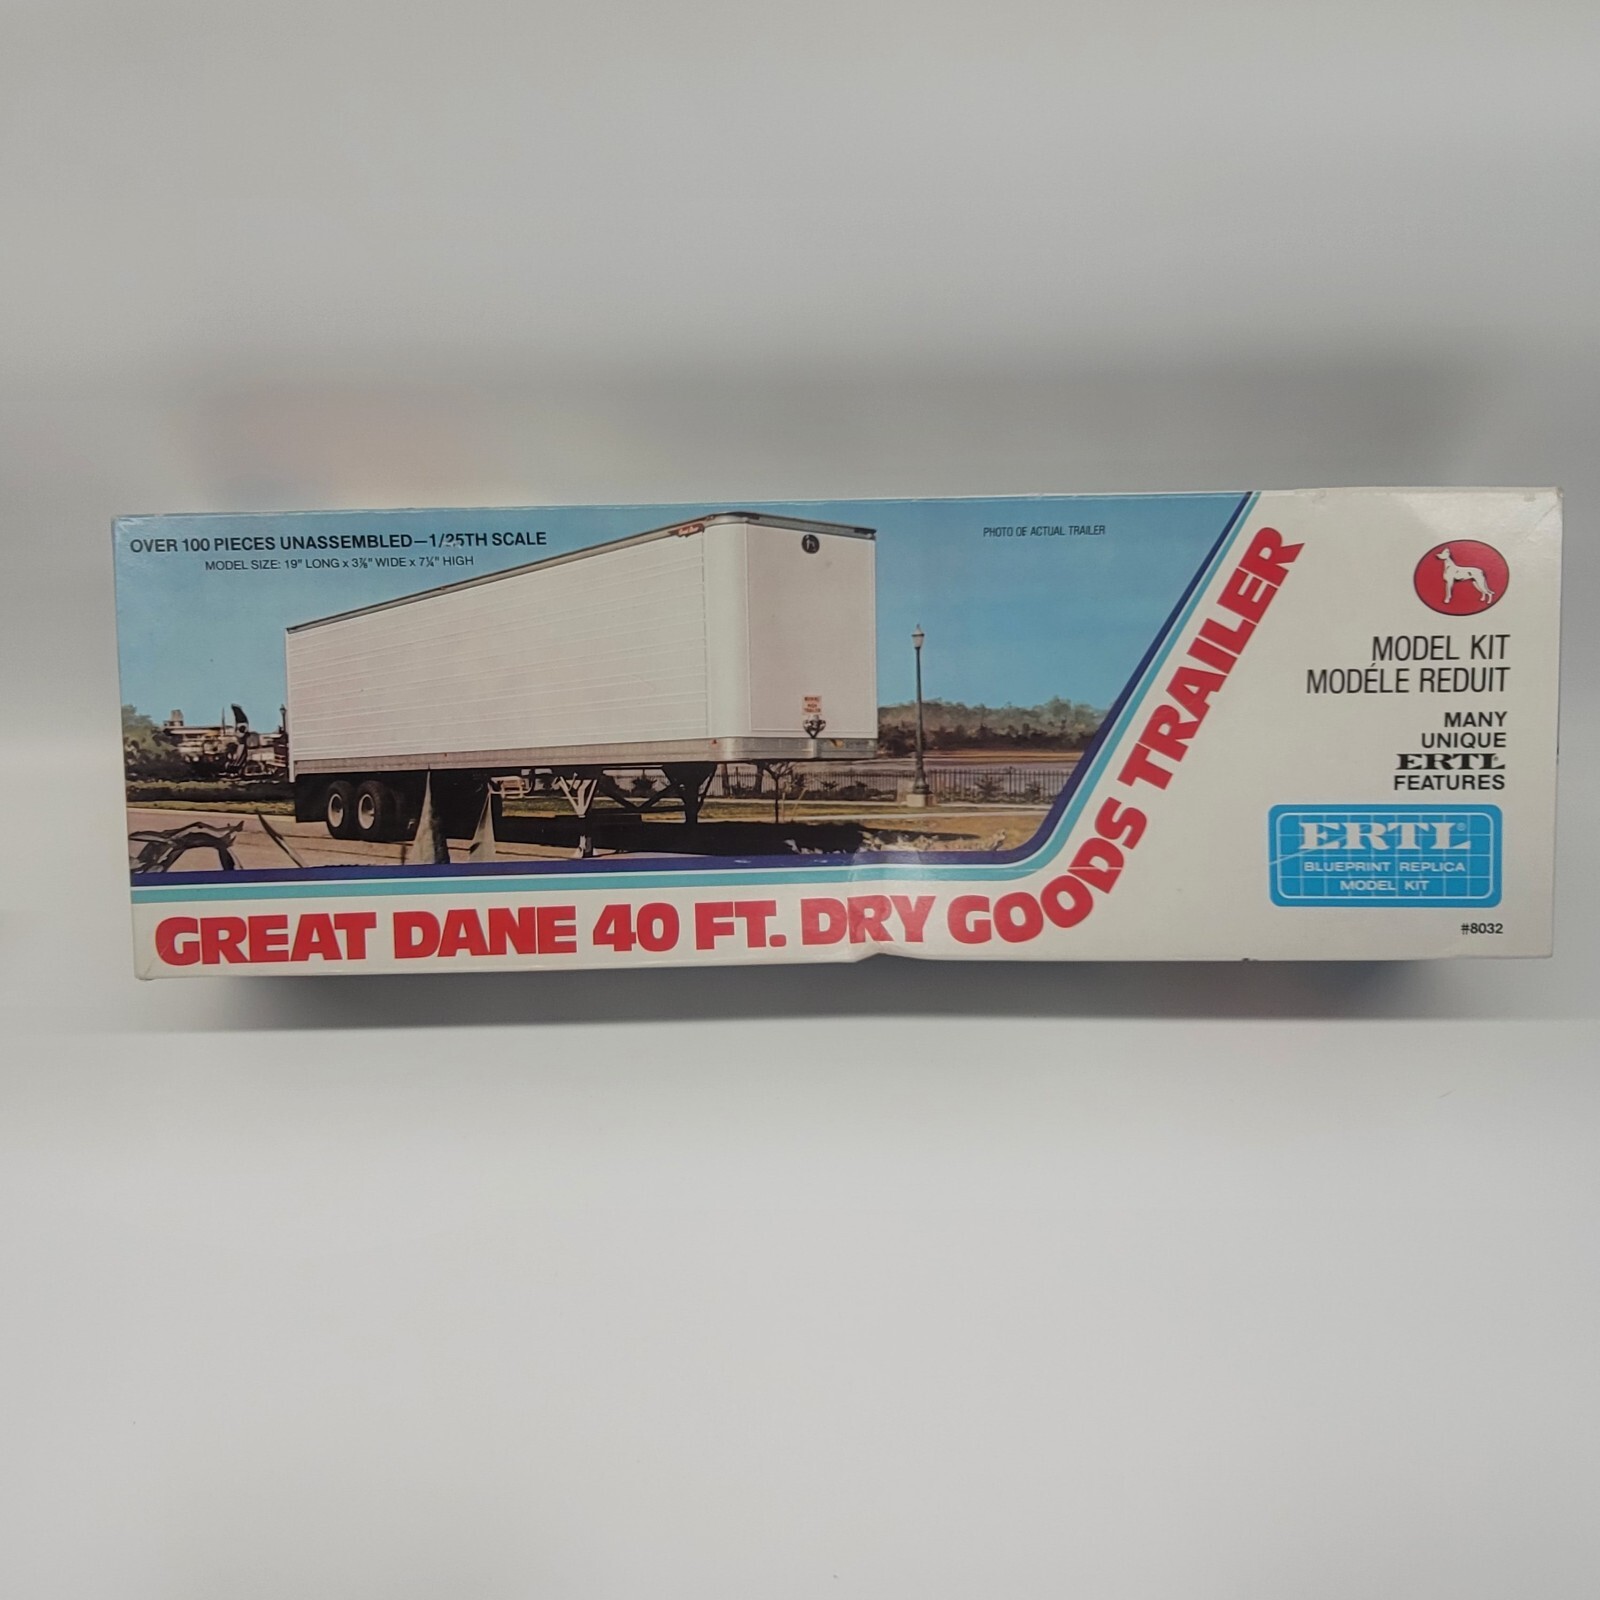 OVER 100 PIECES UNASSEMBLED—1/25TH SCALE
MODEL SIZE: 19" LONG x 3⅞" WIDE x 7¼" HIGH
PHOTO OF ACTUAL TRAILER
GREAT DANE 40 FT. DRY GOODS TRAILER
MODEL KIT
MODÉLE REDUIT
MANY
UNIQUE
ERTL
FEATURES
ERTL®
BLUEPRINT REPLICA
MODEL KIT
#8032